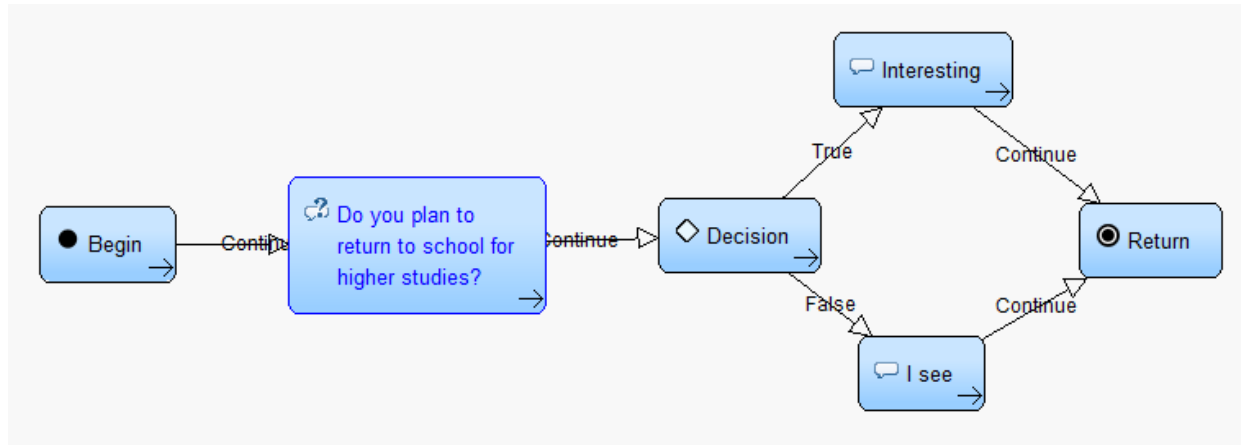 Interesting
True
Continue
Do you plan to
return to school for
higher studies?
Begin
Continue
Continue
Decision
Return
False
Continue
I see